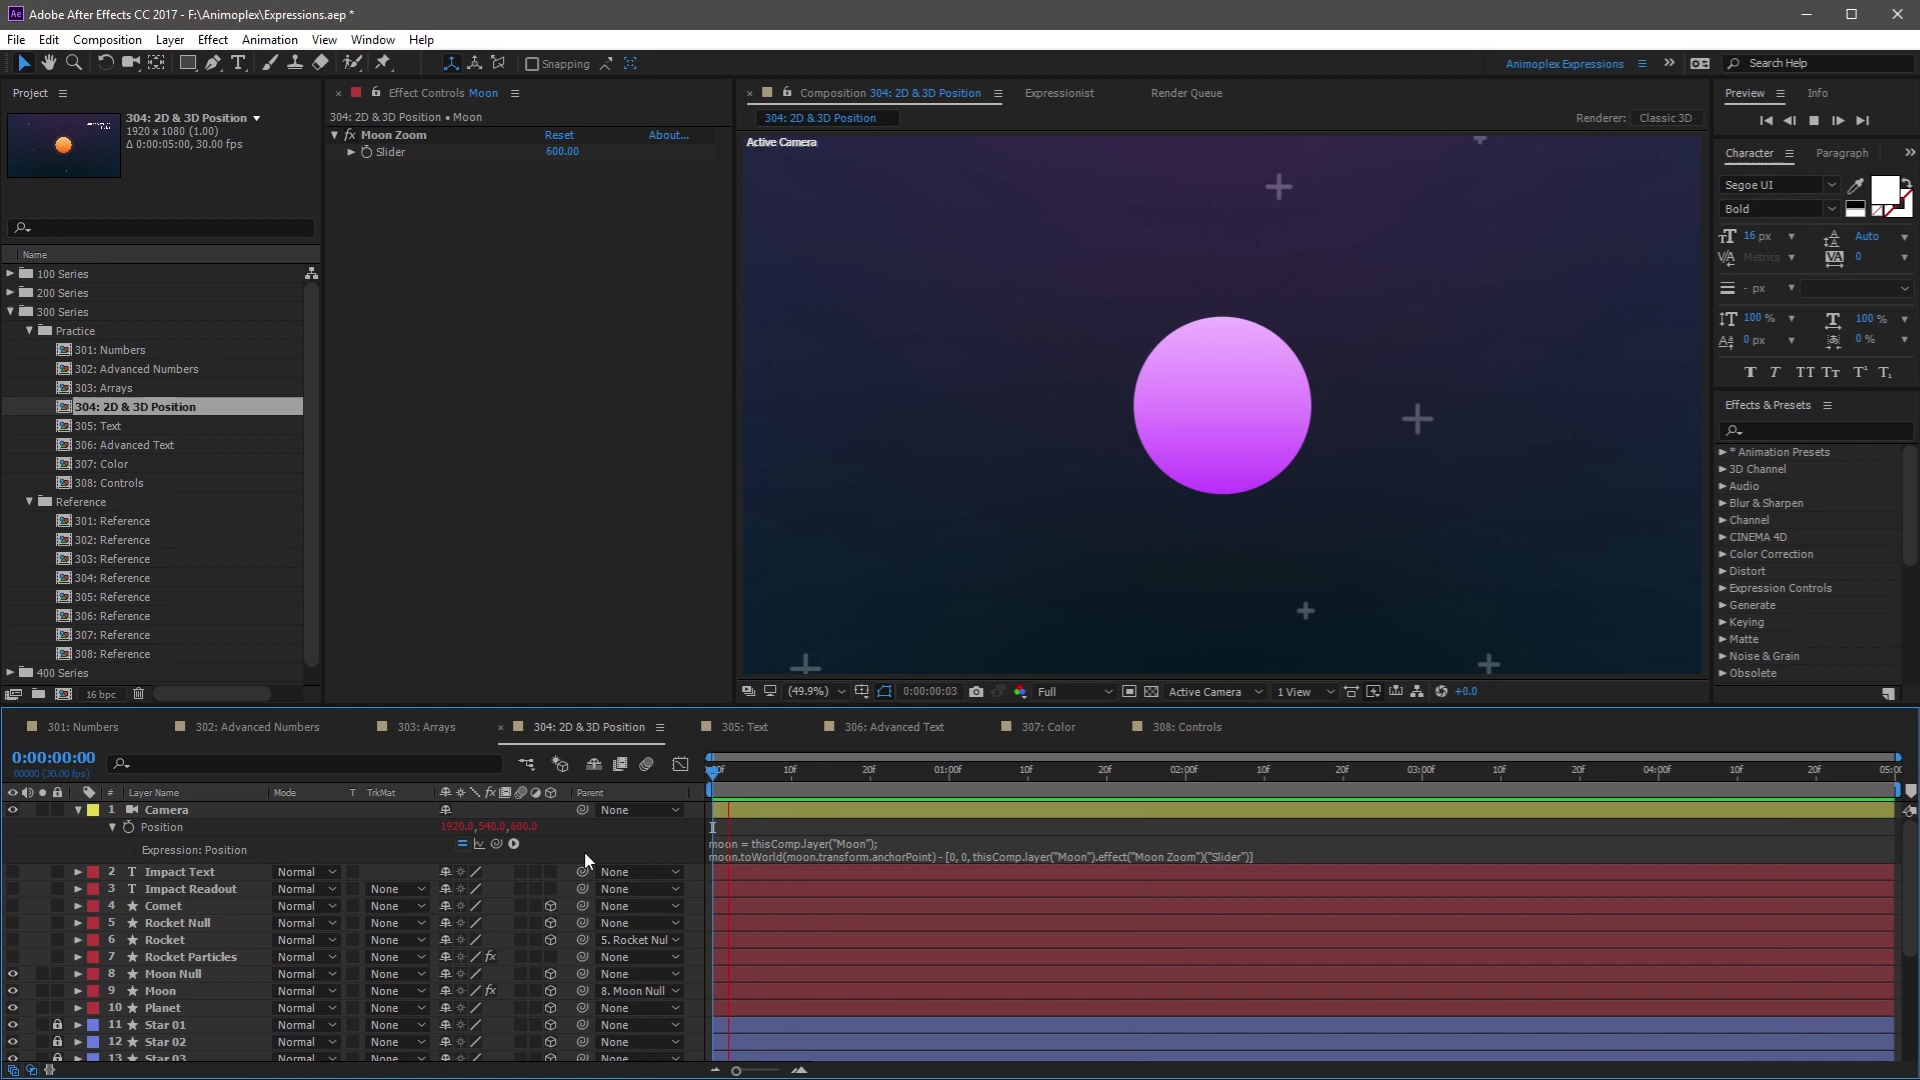 Ae Adobe After Effects CC 2017 - F:\Animoplex\Expressions.aep *
File Edit Composition Layer Effect Animation View Window Help
Snapping
Animoplex Expressions
Search Help
Project
304: 2D & 3D Position
1920 x 1080 (1.00)
Δ 0:00:05:00, 30.00 fps
Name
100 Series
200 Series
300 Series
Practice
301: Numbers
302: Advanced Numbers
303: Arrays
304: 2D & 3D Position
305: Text
306: Advanced Text
307: Color
308: Controls
Reference
301: Reference
302: Reference
303: Reference
304: Reference
305: Reference
306: Reference
307: Reference
308: Reference
400 Series
16 bpc
Effect Controls Moon
304: 2D & 3D Position • Moon
fx Moon Zoom Reset About...
Slider 600.00
Composition 304: 2D & 3D Position Expressionist Render Queue
304: 2D & 3D Position Renderer: Classic 3D
Active Camera
(49.9%) 0:00:00:03 Full Active Camera 1 View +0.0
Preview Info
Character Paragraph
Segoe UI
Bold
16 px Auto
Metrics 0
- px
100 % 100 %
0 px 0 %
Effects & Presets
* Animation Presets
3D Channel
Audio
Blur & Sharpen
Channel
CINEMA 4D
Color Correction
Distort
Expression Controls
Generate
Keying
Matte
Noise & Grain
Obsolete
301: Numbers 302: Advanced Numbers 303: Arrays 304: 2D & 3D Position 305: Text 306: Advanced Text 307: Color 308: Controls
0:00:00:00
00000 (30.00 fps)
10f 20f 01:00f 10f 20f 02:00f 10f 20f 03:00f 10f 20f 04:00f 10f 20f
# Layer Name Mode T TrkMat fx Parent
1 Camera None
Position 1920.0,540.0,600.0
Expression: Position
moon = thisComp.layer("Moon");
moon.toWorld(moon.transform.anchorPoint) - [0, 0, thisComp.layer("Moon").effect("Moon Zoom")("Slider")]
2 T Impact Text Normal None
3 T Impact Readout Normal None None
4 Comet Normal None None
5 Rocket Null Normal None None
6 Rocket Normal None 5. Rocket Nul
7 Rocket Particles Normal None fx None
8 Moon Null Normal None None
9 Moon Normal None fx 8. Moon Null
10 Planet Normal None None
11 Star 01 Normal None None
12 Star 02 Normal None None
13 Star 03 Normal None None